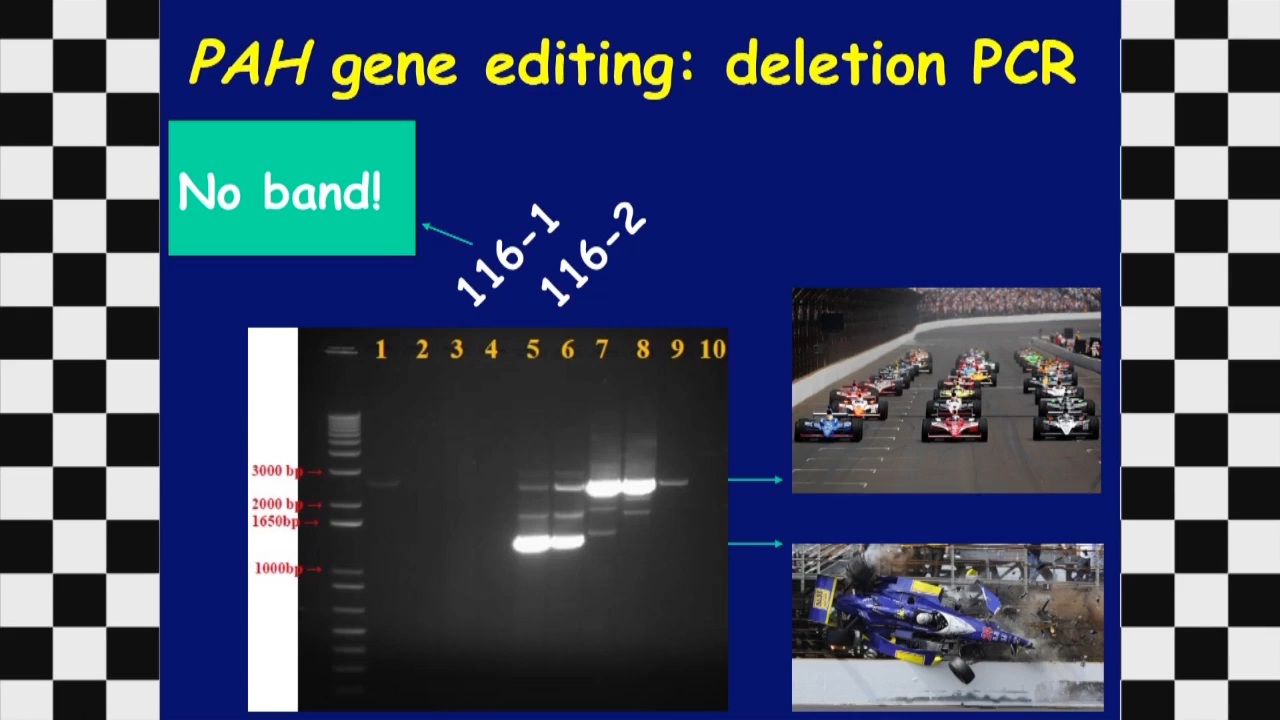 PAH gene editing: deletion PCR
No band!
116-1
116-2
1 2 3 4 5 6 7 8 9 10
3000 bp →
2000 bp →
1650bp →
1000bp →